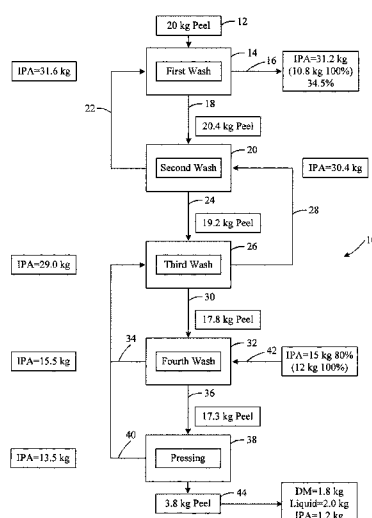 20 kg Peel
12
14
First Wash
16
IPA=31.2 kg
(10.8 kg 100%)
34.5%
IPA=31.6 kg
22
18
20.4 kg Peel
20
Second Wash
IPA=30.4 kg
24
28
19.2 kg Peel
26
Third Wash
IPA=29.0 kg
30
17.8 kg Peel
34
32
Fourth Wash
42
IPA=15 kg 80%
(12 kg 100%)
IPA=15.5 kg
36
17.3 kg Peel
38
40
Pressing
IPA=13.5 kg
44
3.8 kg Peel
DM=1.8 kg
Liquid=2.0 kg
IPA=1.2 kg